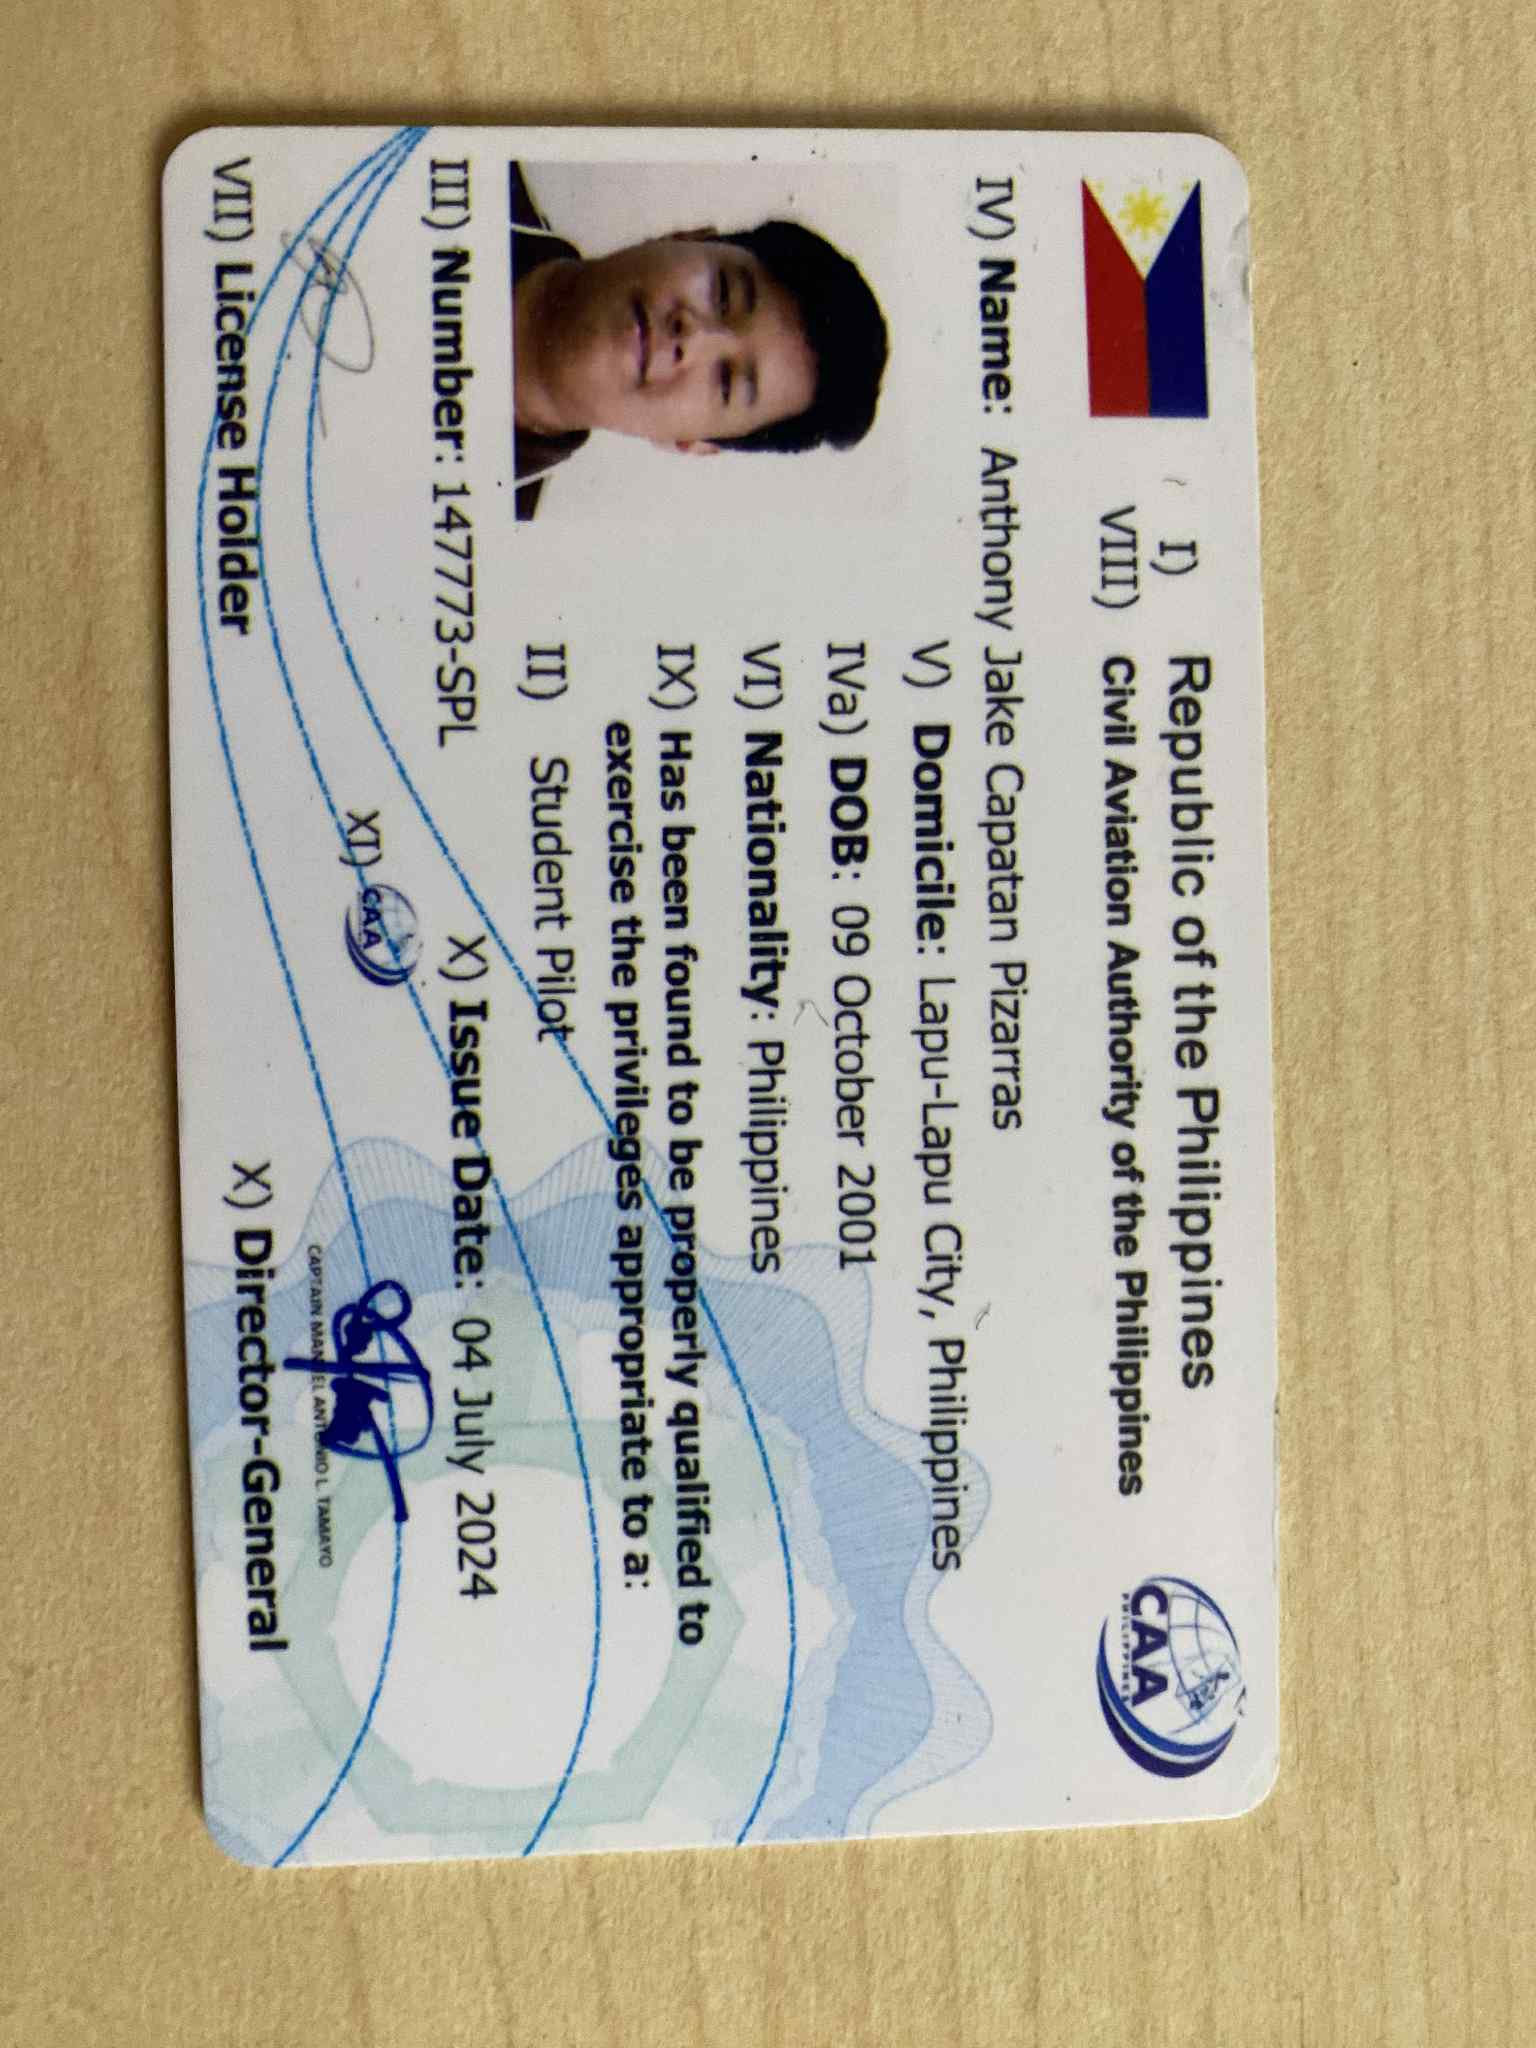 I) Republic of the Philippines
VIII) Civil Aviation Authority of the Philippines
CAA
PHILIPPINES
IV) Name: Anthony Jake Capatan Pizarras
V) Domicile: Lapu-Lapu City, Philippines
IVa) DOB: 09 October 2001
VI) Nationality: Philippines
IX) Has been found to be properly qualified to
exercise the privileges appropriate to a:
II) Student Pilot
III) Number: 147773-SPL
X) Issue Date: 04 July 2024
XI) CAA
CAPTAIN MANUEL ANTONIO L. TAMAYO
VII) License Holder
X) Director-General